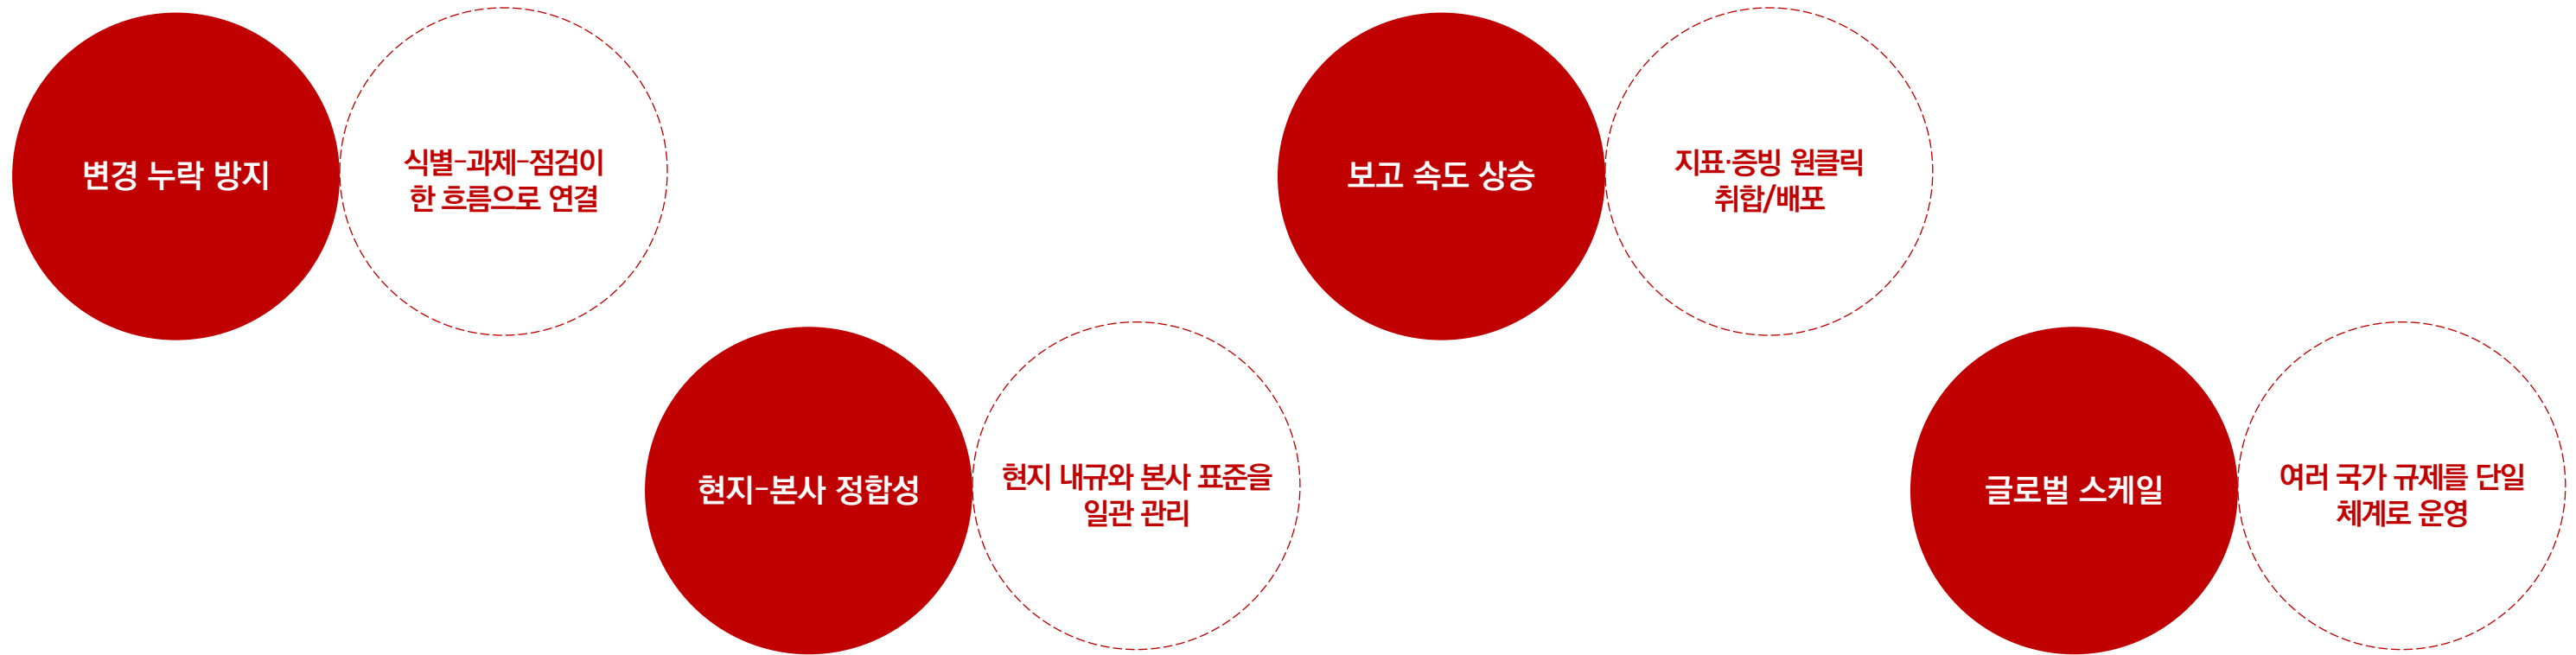 변경 누락 방지
식별-과제-점검이
한 흐름으로 연결
현지-본사 정합성
현지 내규와 본사 표준을
일관 관리
보고 속도 상승
지표·증빙 원클릭
취합/배포
글로벌 스케일
여러 국가 규제를 단일
체계로 운영